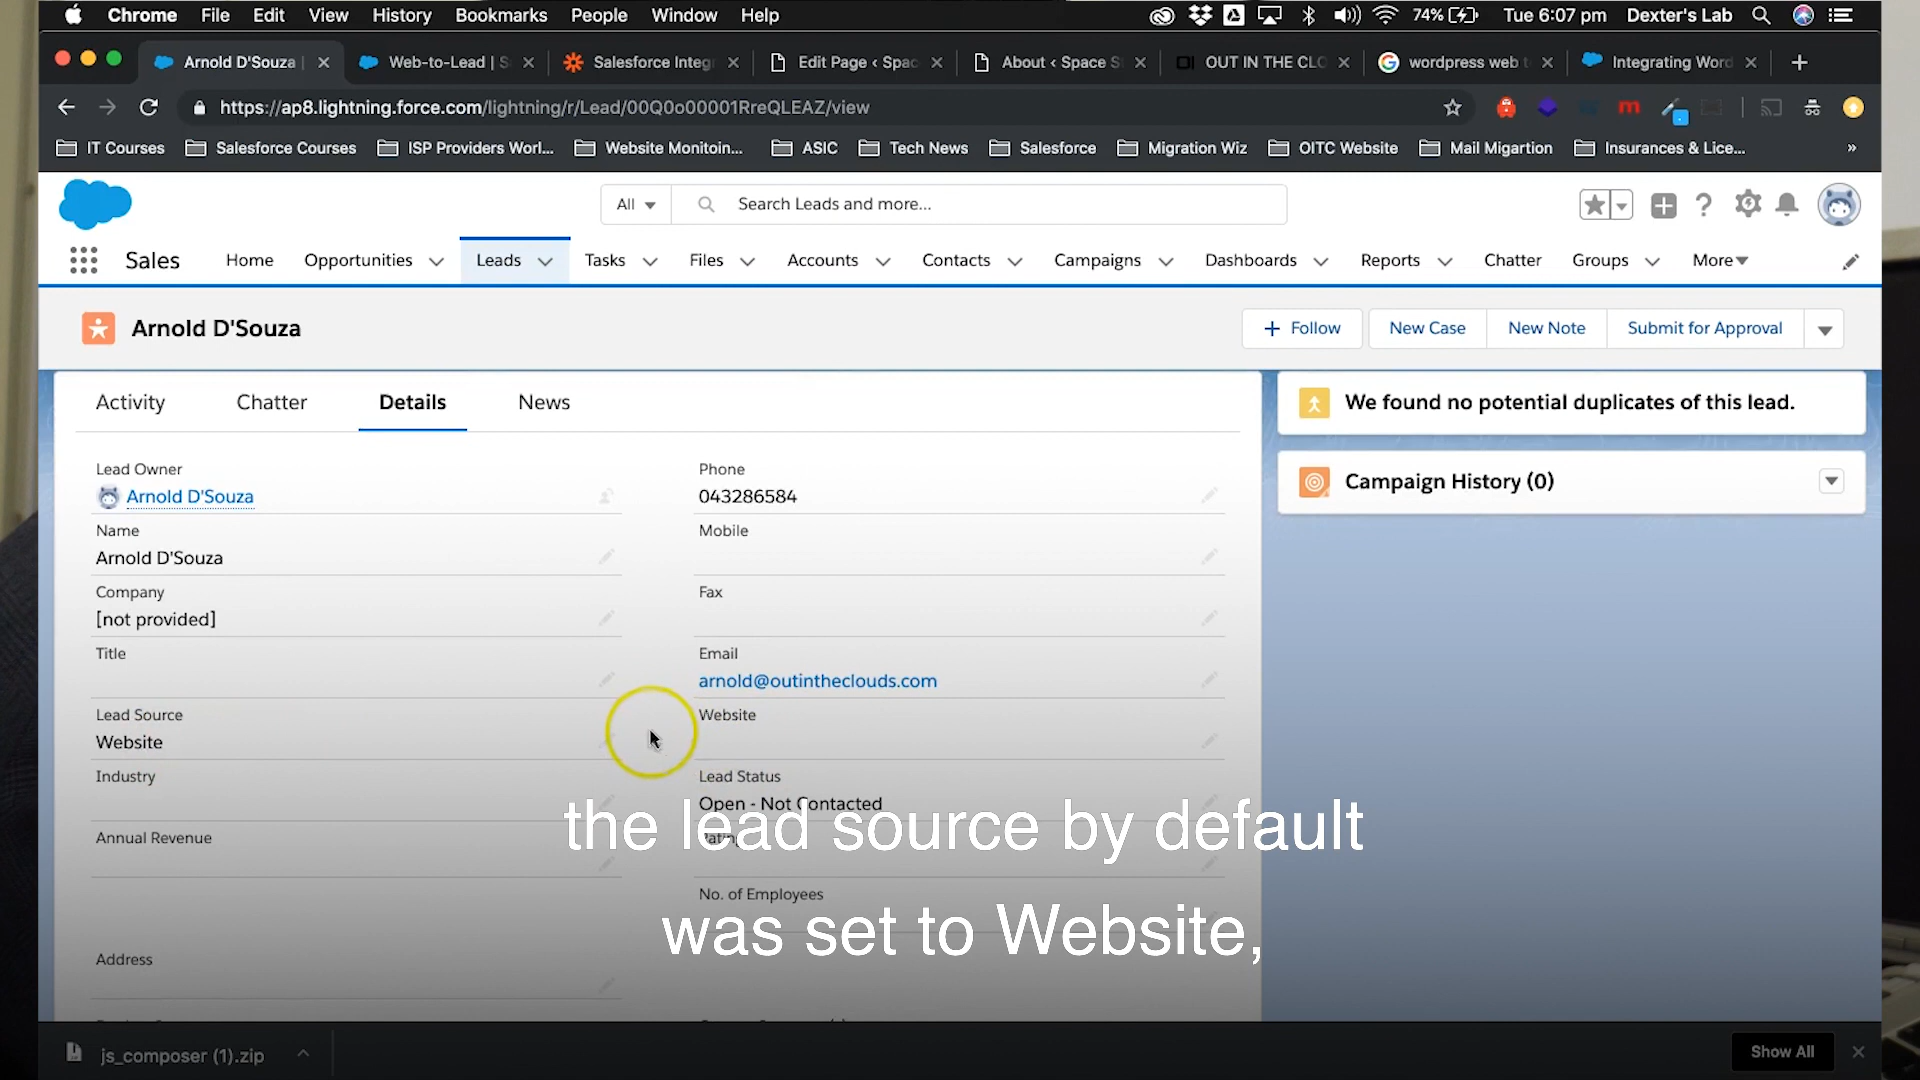 Chrome File Edit View History Bookmarks People Window Help 74% Tue 6:07 pm Dexter's Lab
Arnold D'Souza | Web-to-Lead | S Salesforce Integ Edit Page ‹ Spac About ‹ Space S OUT IN THE CLO wordpress web t Integrating Word
https://ap8.lightning.force.com/lightning/r/Lead/00Q0o00001RreQLEAZ/view
IT Courses Salesforce Courses ISP Providers Worl... Website Monitoin... ASIC Tech News Salesforce Migration Wiz OITC Website Mail Migartion Insurances & Lice... »
All Search Leads and more...
Sales Home Opportunities Leads Tasks Files Accounts Contacts Campaigns Dashboards Reports Chatter Groups More
Arnold D'Souza + Follow New Case New Note Submit for Approval
Activity Chatter Details News
We found no potential duplicates of this lead.
Campaign History (0)
Lead Owner Phone
Arnold D'Souza 043286584
Name Mobile
Arnold D'Souza
Company Fax
[not provided]
Title Email
arnold@outintheclouds.com
Lead Source Website
Website
Industry Lead Status
Open - Not Contacted
Annual Revenue Rating
No. of Employees
Address
the lead source by default
was set to Website,
js_composer (1).zip Show All